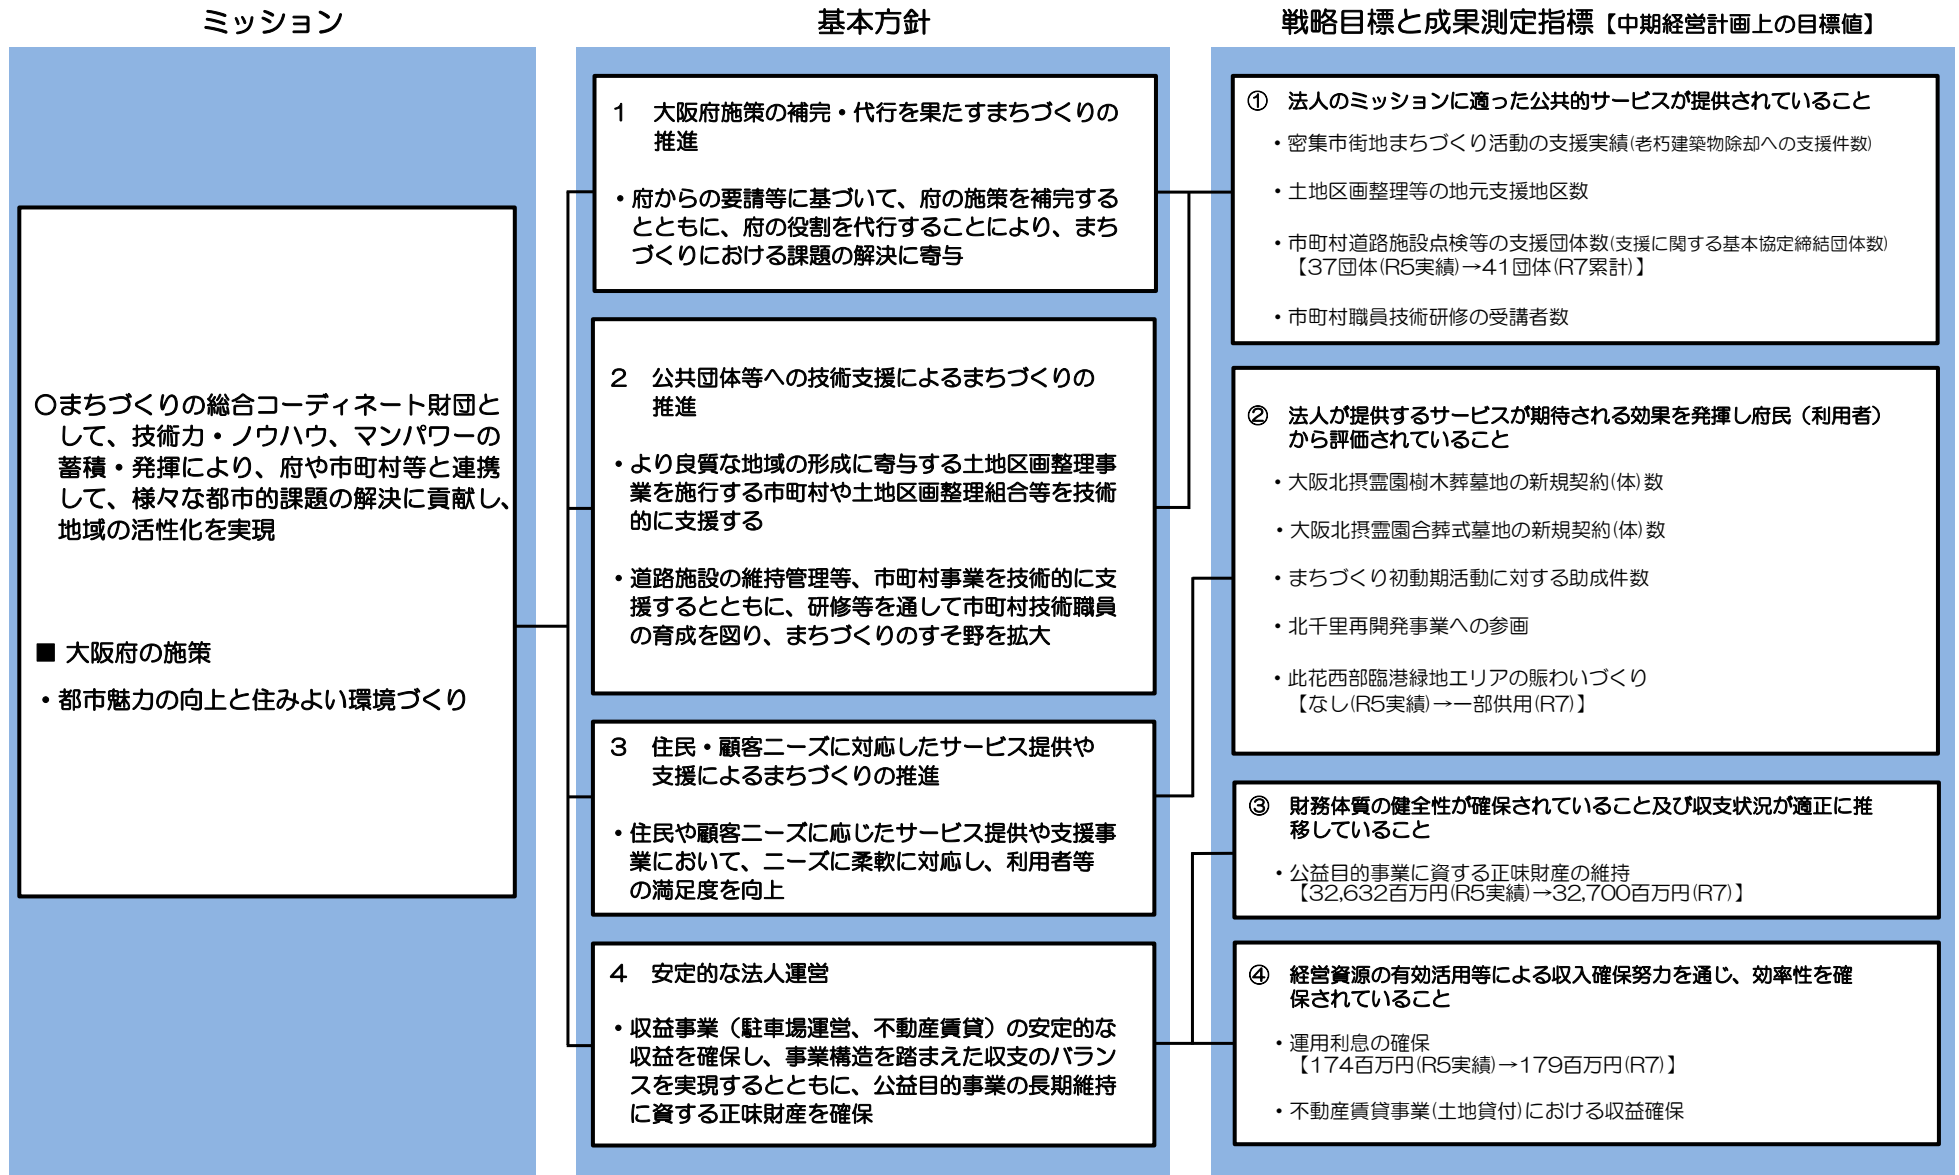 ミッション
○まちづくりの総合コーディネート財団と
して、技術力・ノウハウ、マンパワーの
蓄積・発揮により、府や市町村等と連携
して、様々な都市的課題の解決に貢献し、
地域の活性化を実現
■ 大阪府の施策
・都市魅力の向上と住みよい環境づくり
基本方針
1 大阪府施策の補完・代行を果たすまちづくりの
推進
・府からの要請等に基づいて、府の施策を補完する
とともに、府の役割を代行することにより、まち
づくりにおける課題の解決に寄与
2 公共団体等への技術支援によるまちづくりの
推進
・より良質な地域の形成に寄与する土地区画整理事
業を施行する市町村や土地区画整理組合等を技術
的に支援する
・道路施設の維持管理等、市町村事業を技術的に支
援するとともに、研修等を通して市町村技術職員
の育成を図り、まちづくりのすそ野を拡大
3 住民・顧客ニーズに対応したサービス提供や
支援によるまちづくりの推進
・住民や顧客ニーズに応じたサービス提供や支援事
業において、ニーズに柔軟に対応し、利用者等
の満足度を向上
4 安定的な法人運営
・収益事業（駐車場運営、不動産賃貸）の安定的な
収益を確保し、事業構造を踏まえた収支のバラン
スを実現するとともに、公益目的事業の長期維持
に資する正味財産を確保
戦略目標と成果測定指標【中期経営計画上の目標値】
① 法人のミッションに適った公共的サービスが提供されていること
・密集市街地まちづくり活動の支援実績(老朽建築物除却への支援件数)
・土地区画整理等の地元支援地区数
・市町村道路施設点検等の支援団体数(支援に関する基本協定締結団体数)
【37団体(R5実績)→41団体(R7累計)】
・市町村職員技術研修の受講者数
② 法人が提供するサービスが期待される効果を発揮し府民（利用者）
から評価されていること
・大阪北摂霊園樹木葬墓地の新規契約(体)数
・大阪北摂霊園合葬式墓地の新規契約(体)数
・まちづくり初動期活動に対する助成件数
・北千里再開発事業への参画
・此花西部臨港緑地エリアの賑わいづくり
【なし(R5実績)→一部供用(R7)】
③ 財務体質の健全性が確保されていること及び収支状況が適正に推
移していること
・公益目的事業に資する正味財産の維持
【32,632百万円(R5実績)→32,700百万円(R7)】
④ 経営資源の有効活用等による収入確保努力を通じ、効率性を確
保されていること
・運用利息の確保
【174百万円(R5実績)→179百万円(R7)】
・不動産賃貸事業(土地貸付)における収益確保